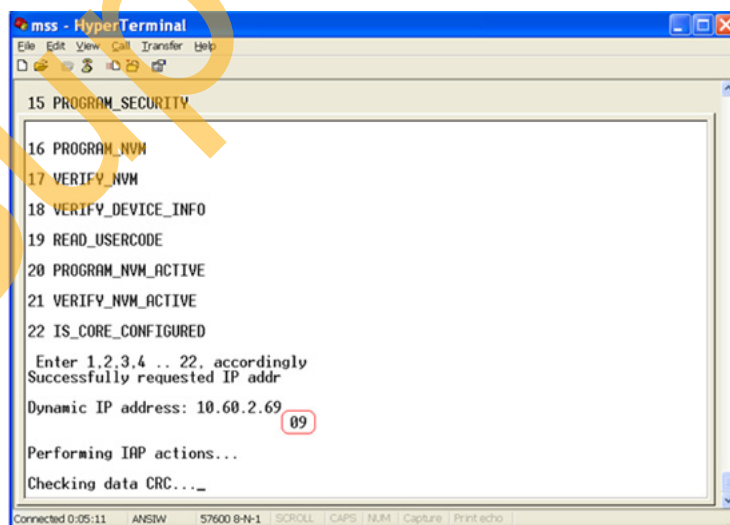 mss - HyperTerminal
File Edit View Call Transfer Help
15 PROGRAM_SECURITY
16 PROGRAM_NVM
17 VERIFY_NVM
18 VERIFY_DEVICE_INFO
19 READ_USERCODE
20 PROGRAM_NVM_ACTIVE
21 VERIFY_NVM_ACTIVE
22 IS_CORE_CONFIGURED
Enter 1,2,3,4 .. 22, accordingly
Successfully requested IP addr
Dynamic IP address: 10.60.2.69
09
Performing IAP actions...
Checking data CRC..._
Connected 0:05:11 ANSIW 57600 8-N-1 SCROLL CAPS NUM Capture Print echo